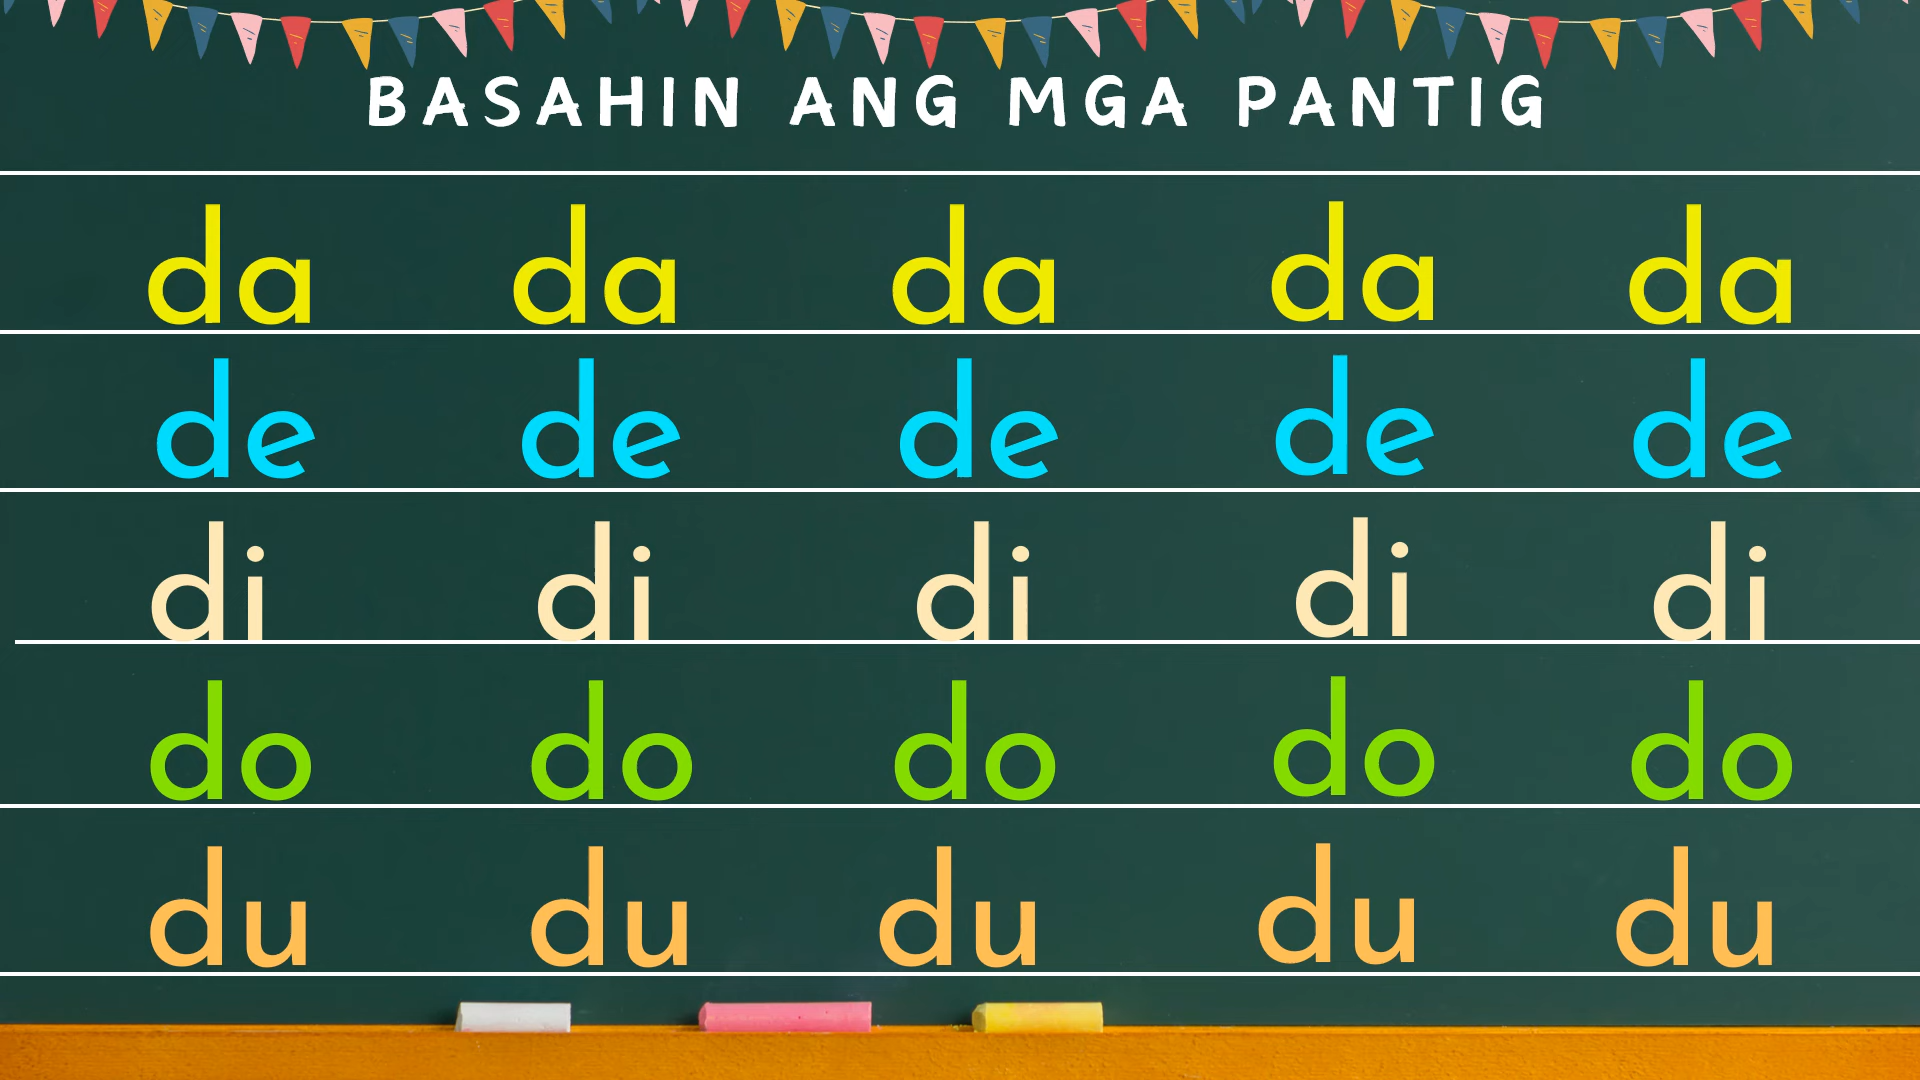 BASAHIN ANG MGA PANTIG
da da da da da
de de de de de
di di di di di
do do do do do
du du du du du